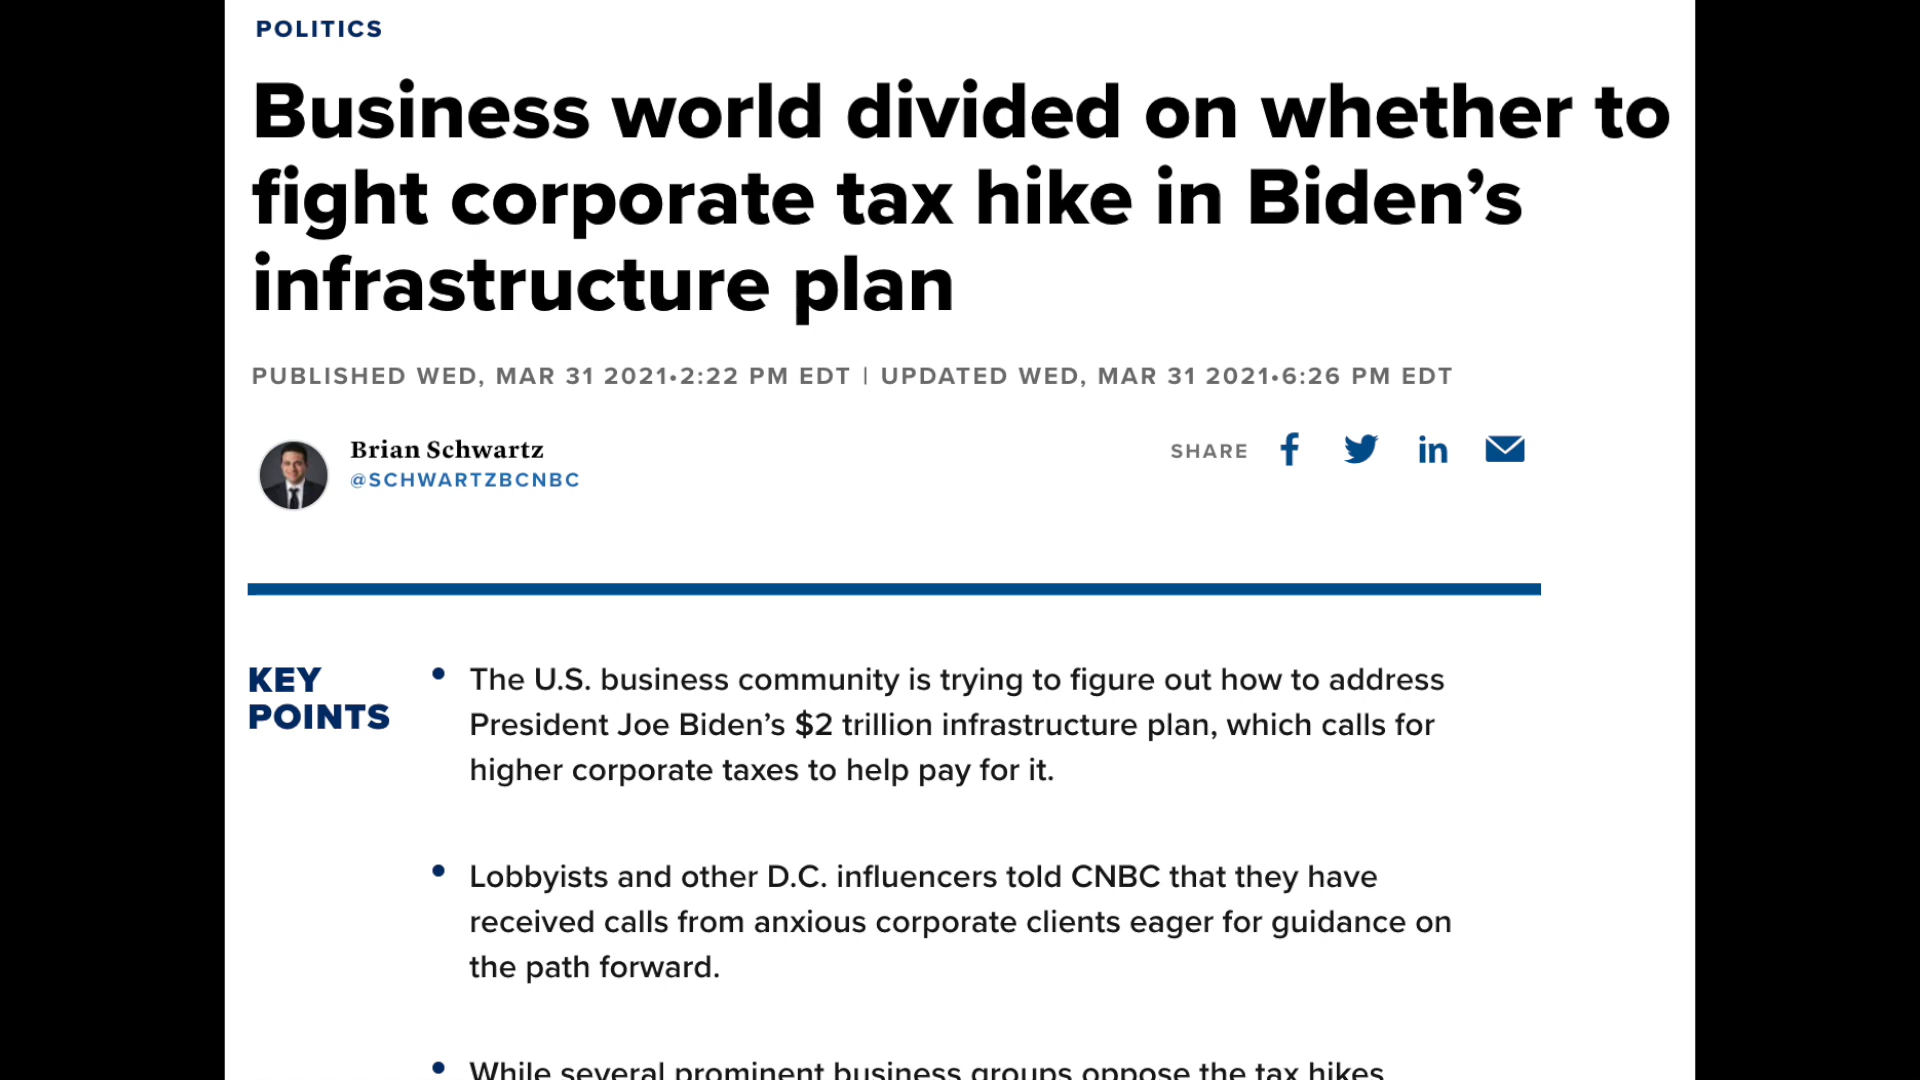 POLITICS
Business world divided on whether to
fight corporate tax hike in Biden’s
infrastructure plan
PUBLISHED WED, MAR 31 2021•2:22 PM EDT | UPDATED WED, MAR 31 2021•6:26 PM EDT
Brian Schwartz
@SCHWARTZBCNBC
SHARE
KEY
POINTS
• The U.S. business community is trying to figure out how to address
President Joe Biden’s $2 trillion infrastructure plan, which calls for
higher corporate taxes to help pay for it.
• Lobbyists and other D.C. influencers told CNBC that they have
received calls from anxious corporate clients eager for guidance on
the path forward.
• While several prominent business groups oppose the tax hikes